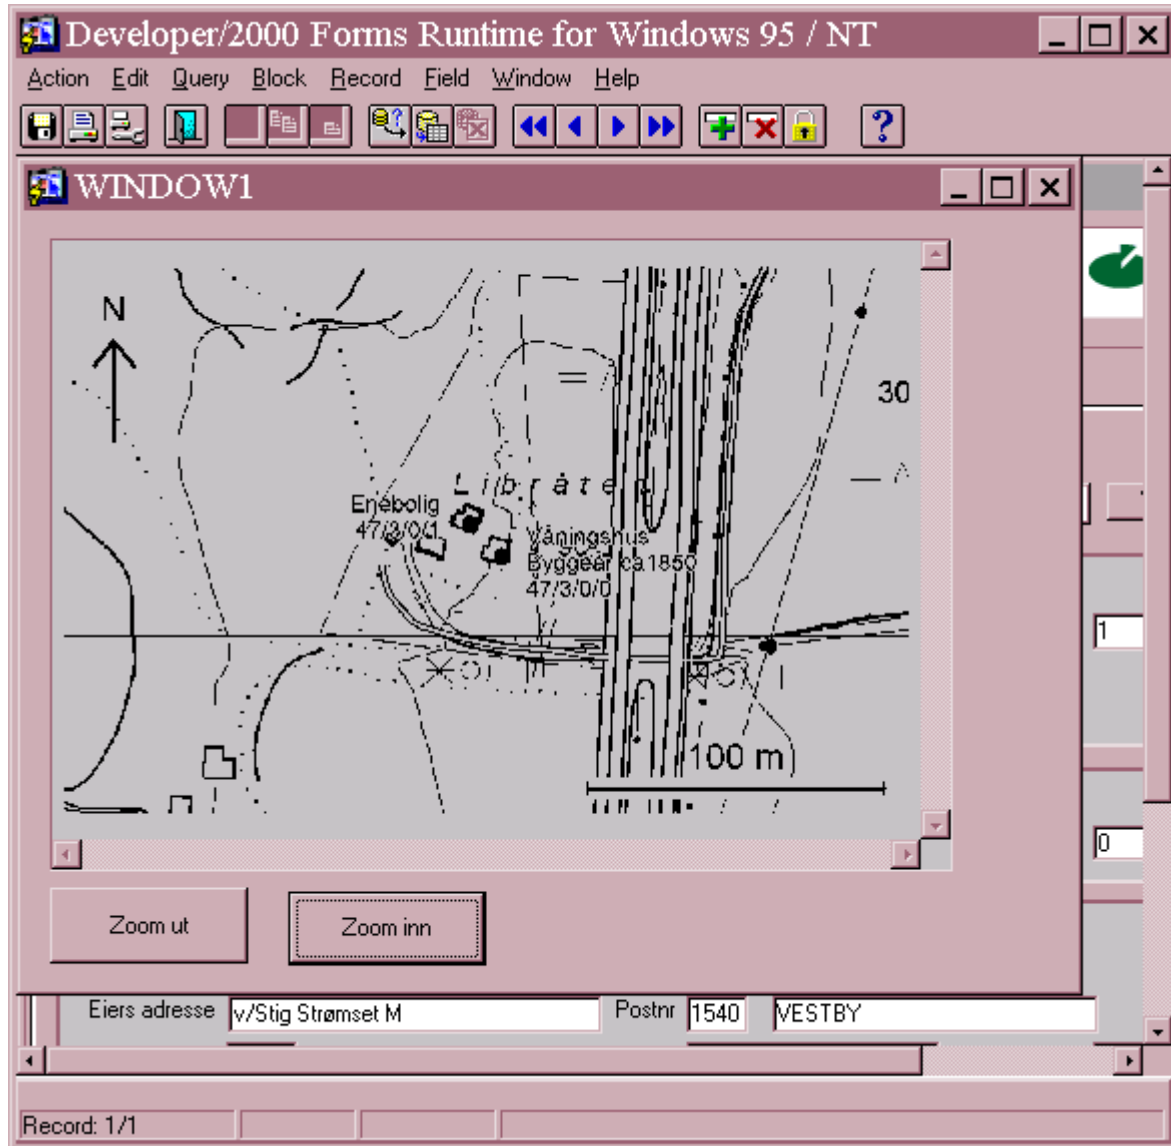 Developer/2000 Forms Runtime for Windows 95 / NT
Action Edit Query Block Record Field Window Help
WINDOW1
N
30
Libråten
Enebolig
47/3/0/1
Våningshus
Byggeår ca 1850
47/3/0/0
100 m
1
0
Zoom ut Zoom inn
Eiers adresse v/Stig Strømset M Postnr 1540 VESTBY
Record: 1/1